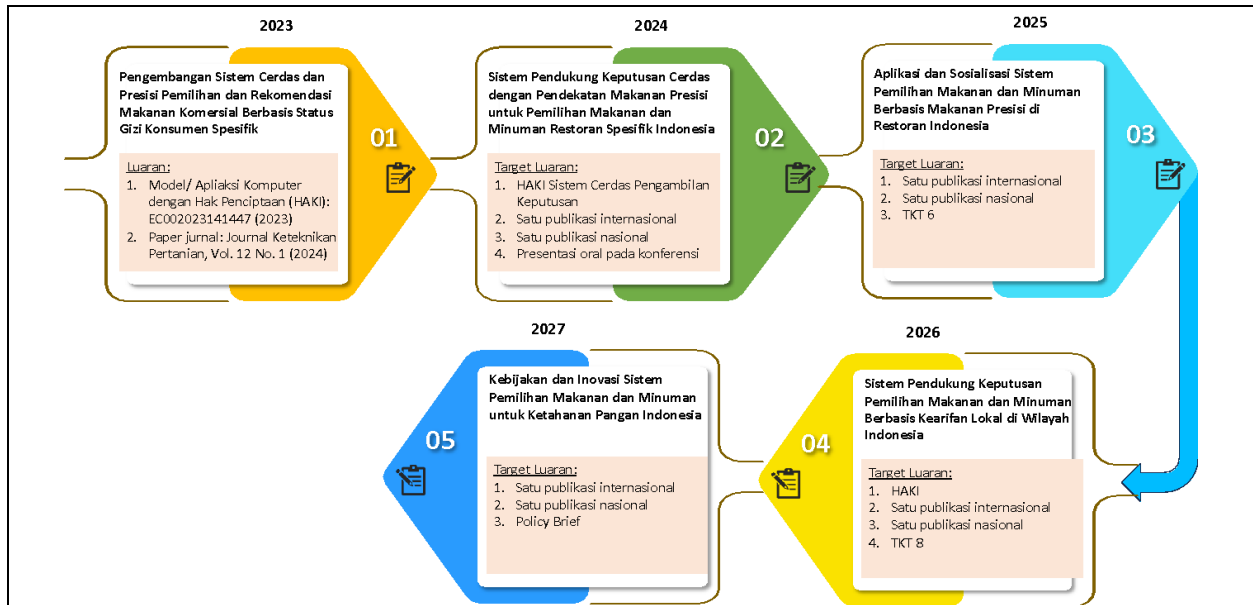 2023
Pengembangan Sistem Cerdas dan
Presisi Pemilihan dan Rekomendasi
Makanan Komersial Berbasis Status
Gizi Konsumen Spesifik
Luaran:
1. Model/ Apliaksi Komputer
dengan Hak Penciptaan (HAKI):
EC002023141447 (2023)
2. Paper jurnal: Journal Keteknikan
Pertanian, Vol. 12 No. 1 (2024)
01
2024
Sistem Pendukung Keputusan Cerdas
dengan Pendekatan Makanan Presisi
untuk Pemilihan Makanan dan
Minuman Restoran Spesifik Indonesia
Target Luaran:
1. HAKI Sistem Cerdas Pengambilan
Keputusan
2. Satu publikasi internasional
3. Satu publikasi nasional
4. Presentasi oral pada konferensi
02
2025
Aplikasi dan Sosialisasi Sistem
Pemilihan Makanan dan Minuman
Berbasis Makanan Presisi di
Restoran Indonesia
Target Luaran:
1. Satu publikasi internasional
2. Satu publikasi nasional
3. TKT 6
03
2026
Sistem Pendukung Keputusan
Pemilihan Makanan dan Minuman
Berbasis Kearifan Lokal di Wilayah
Indonesia
Target Luaran:
1. HAKI
2. Satu publikasi internasional
3. Satu publikasi nasional
4. TKT 8
04
2027
Kebijakan dan Inovasi Sistem
Pemilihan Makanan dan Minuman
untuk Ketahanan Pangan Indonesia
Target Luaran:
1. Satu publikasi internasional
2. Satu publikasi nasional
3. Policy Brief
05